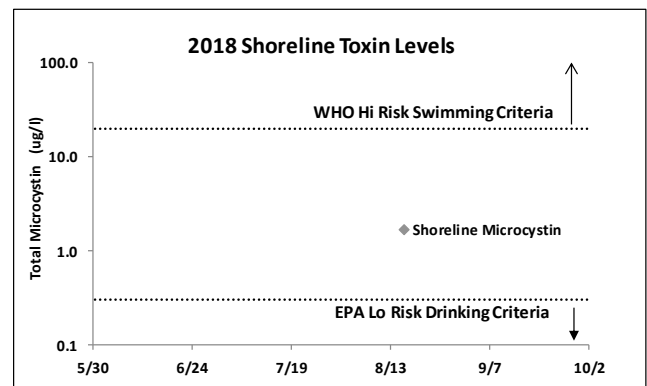 2018 Shoreline Toxin Levels
Total Microcystin (ug/l)
100.0
10.0
1.0
0.1
WHO Hi Risk Swimming Criteria
Shoreline Microcystin
EPA Lo Risk Drinking Criteria
5/30 6/24 7/19 8/13 9/7 10/2